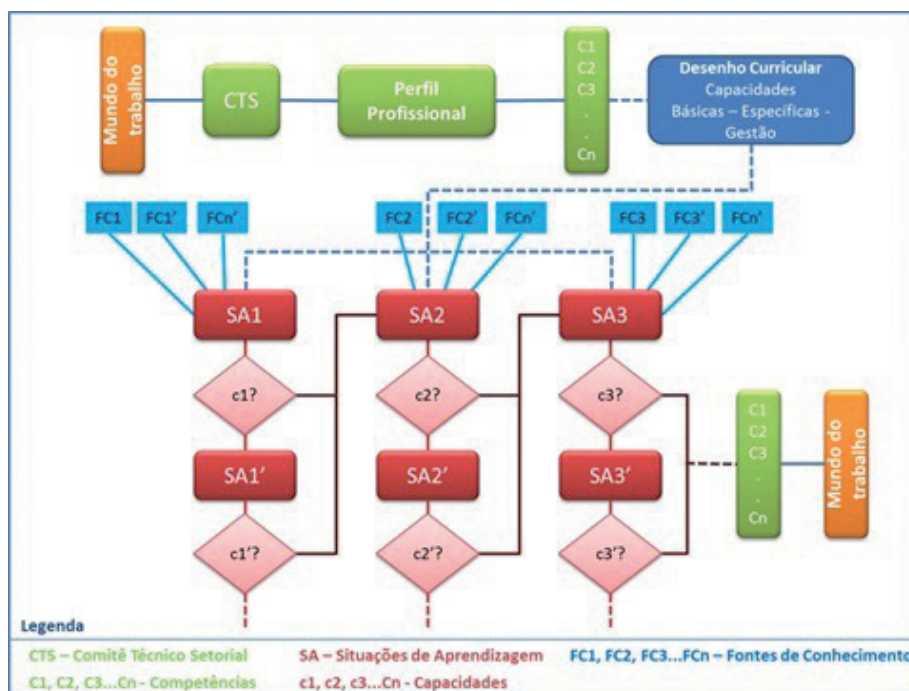 Mundo do
trabalho
CTS
Perfil
Profissional
C1
C2
C3
.
.
Cn
Desenho Curricular
Capacidades
Básicas – Específicas -
Gestão
FC1
FC1’
FCn’
FC2
FC2’
FCn’
FC3
FC3’
FCn’
SA1
SA2
SA3
c1?
c2?
c3?
SA1’
SA2’
SA3’
c1’?
c2’?
c3’?
C1
C2
C3
.
.
Cn
Mundo do
trabalho
Legenda
CTS – Comitê Técnico Setorial
SA – Situações de Aprendizagem
FC1, FC2, FC3...FCn – Fontes de Conhecimento
C1, C2, C3...Cn - Competências
c1, c2, c3...Cn - Capacidades